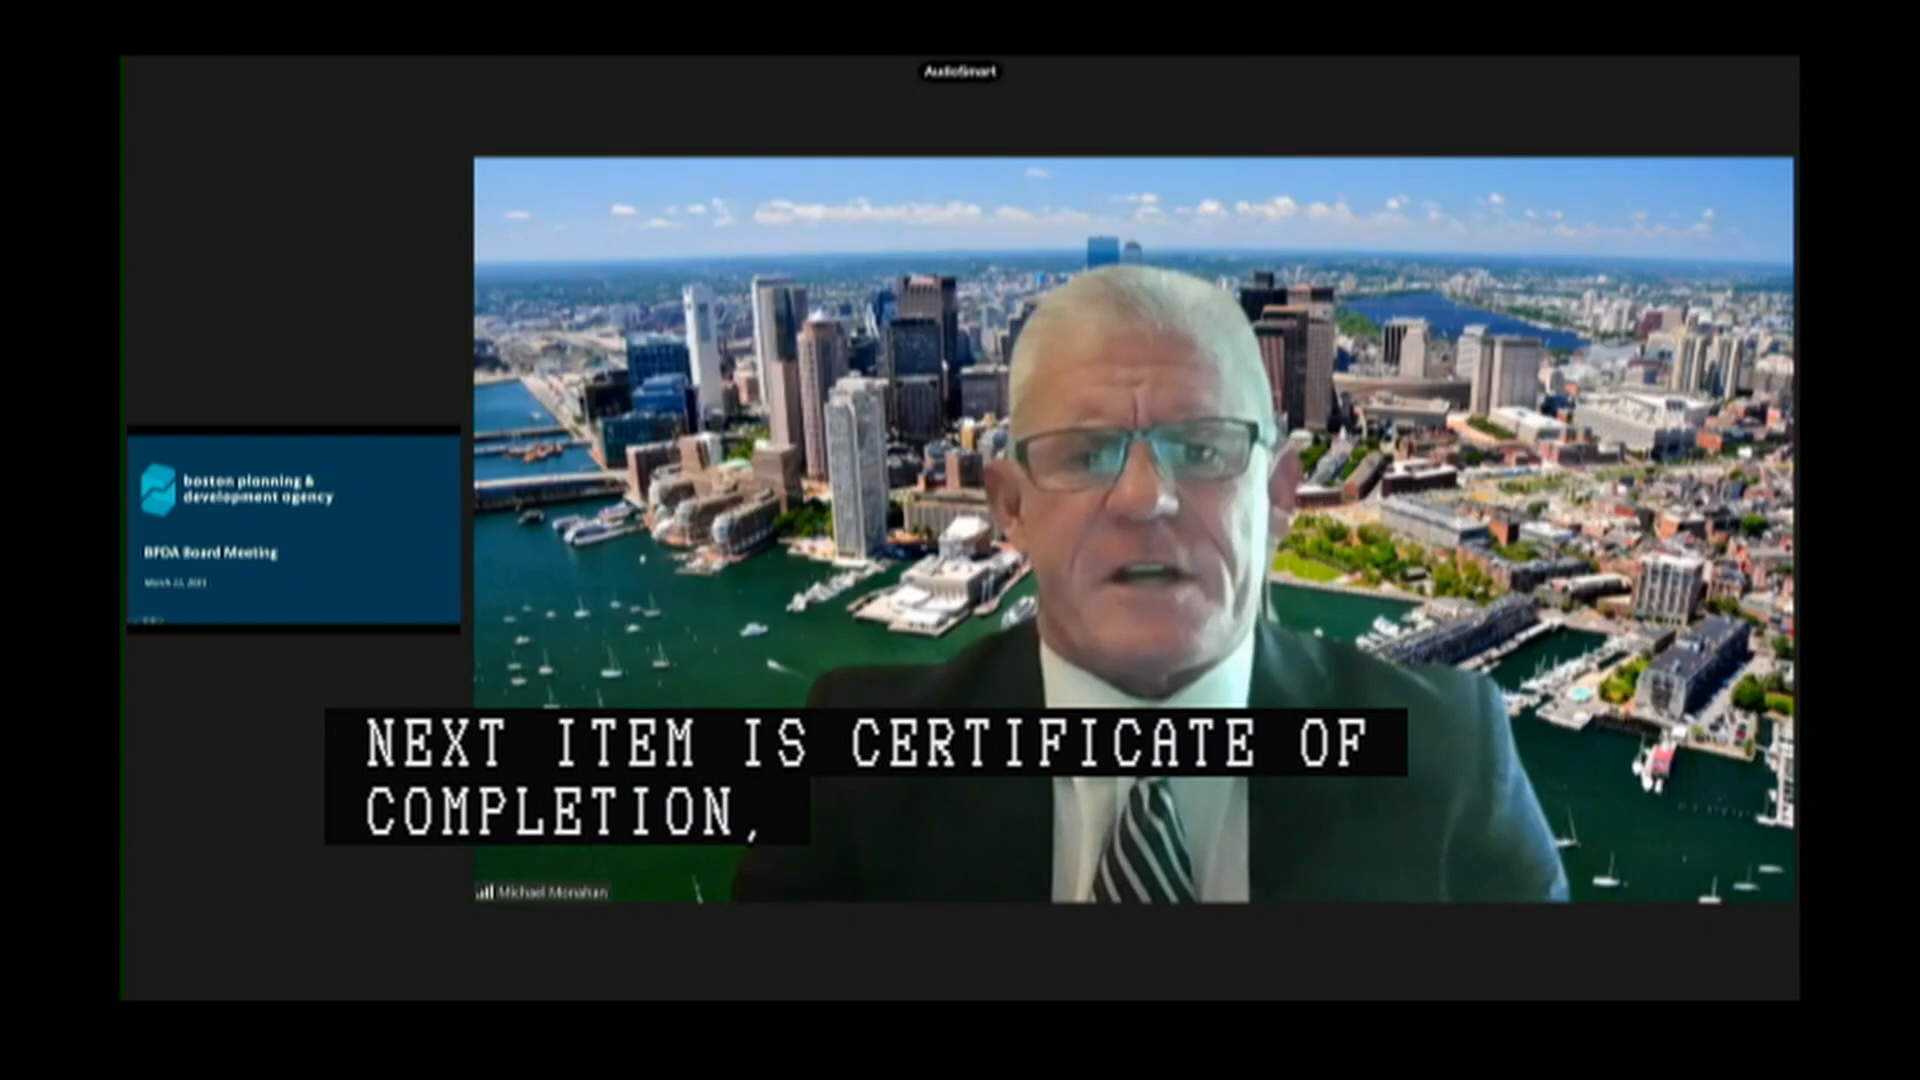 AudioSmart
boston planning &
development agency
BPDA Board Meeting
NEXT ITEM IS CERTIFICATE OF
COMPLETION,
Michael Monahan